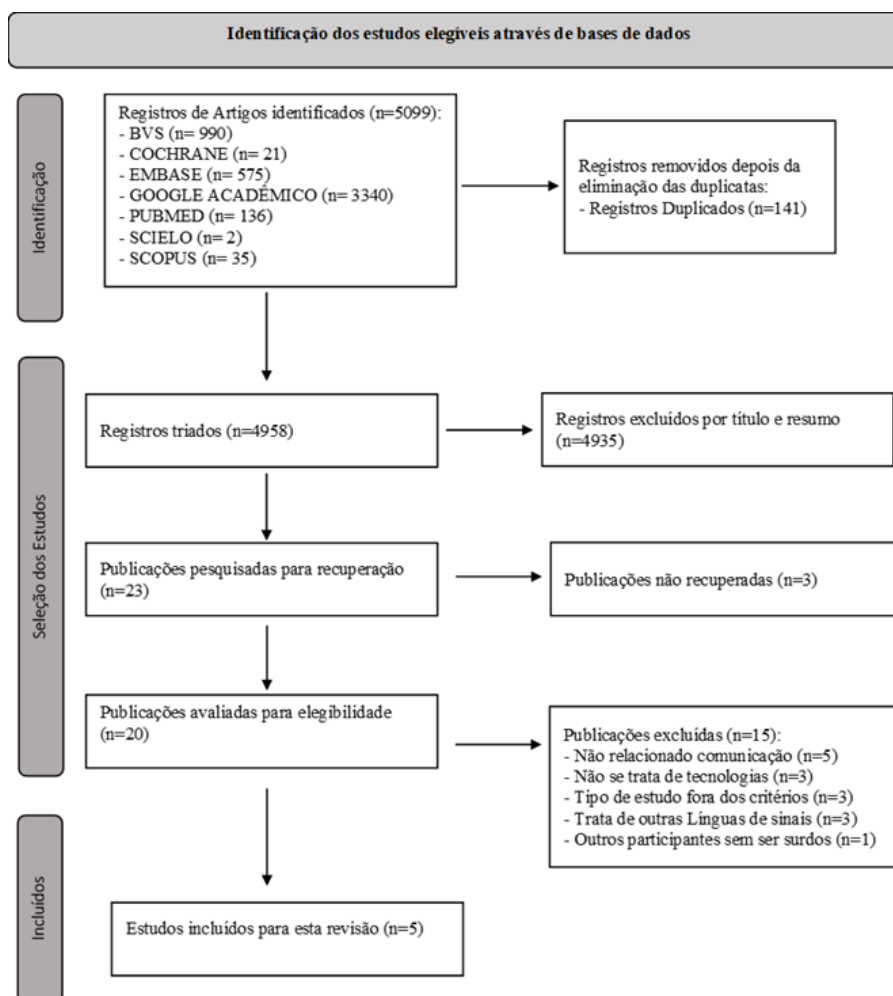 Identificação dos estudos elegíveis através de bases de dados
Identificação
Registros de Artigos identificados (n=5099):
- BVS (n= 990)
- COCHRANE (n= 21)
- EMBASE (n= 575)
- GOOGLE ACADÊMICO (n= 3340)
- PUBMED (n= 136)
- SCIELO (n= 2)
- SCOPUS (n= 35)
Registros removidos depois da
eliminação das duplicatas:
- Registros Duplicados (n=141)
Seleção dos Estudos
Registros triados (n=4958)
Registros excluídos por título e resumo
(n=4935)
Publicações pesquisadas para recuperação
(n=23)
Publicações não recuperadas (n=3)
Publicações avaliadas para elegibilidade
(n=20)
Publicações excluídas (n=15):
- Não relacionado comunicação (n=5)
- Não se trata de tecnologias (n=3)
- Tipo de estudo fora dos critérios (n=3)
- Trata de outras Línguas de sinais (n=3)
- Outros participantes sem ser surdos (n=1)
Incluídos
Estudos incluídos para esta revisão (n=5)